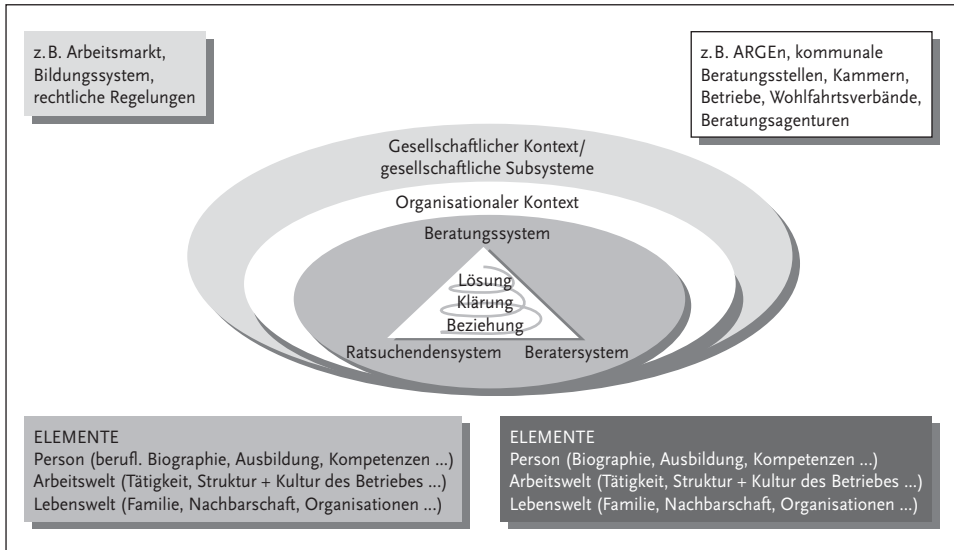 z. B. Arbeitsmarkt,
Bildungssystem,
rechtliche Regelungen
z. B. ARGEn, kommunale
Beratungsstellen, Kammern,
Betriebe, Wohlfahrtsverbände,
Beratungsagenturen
Gesellschaftlicher Kontext/
gesellschaftliche Subsysteme
Organisationaler Kontext
Beratungssystem
Lösung
Klärung
Beziehung
Ratsuchendensystem
Beratersystem
ELEMENTE
Person (berufl. Biographie, Ausbildung, Kompetenzen ...)
Arbeitswelt (Tätigkeit, Struktur + Kultur des Betriebes ...)
Lebenswelt (Familie, Nachbarschaft, Organisationen ...)
ELEMENTE
Person (Biographie, Ausbildung, Kompetenzen ...)
Arbeitswelt (Tätigkeit, Struktur + Kultur des Betriebes ...)
Lebenswelt (Familie, Nachbarschaft, Organisationen ...)